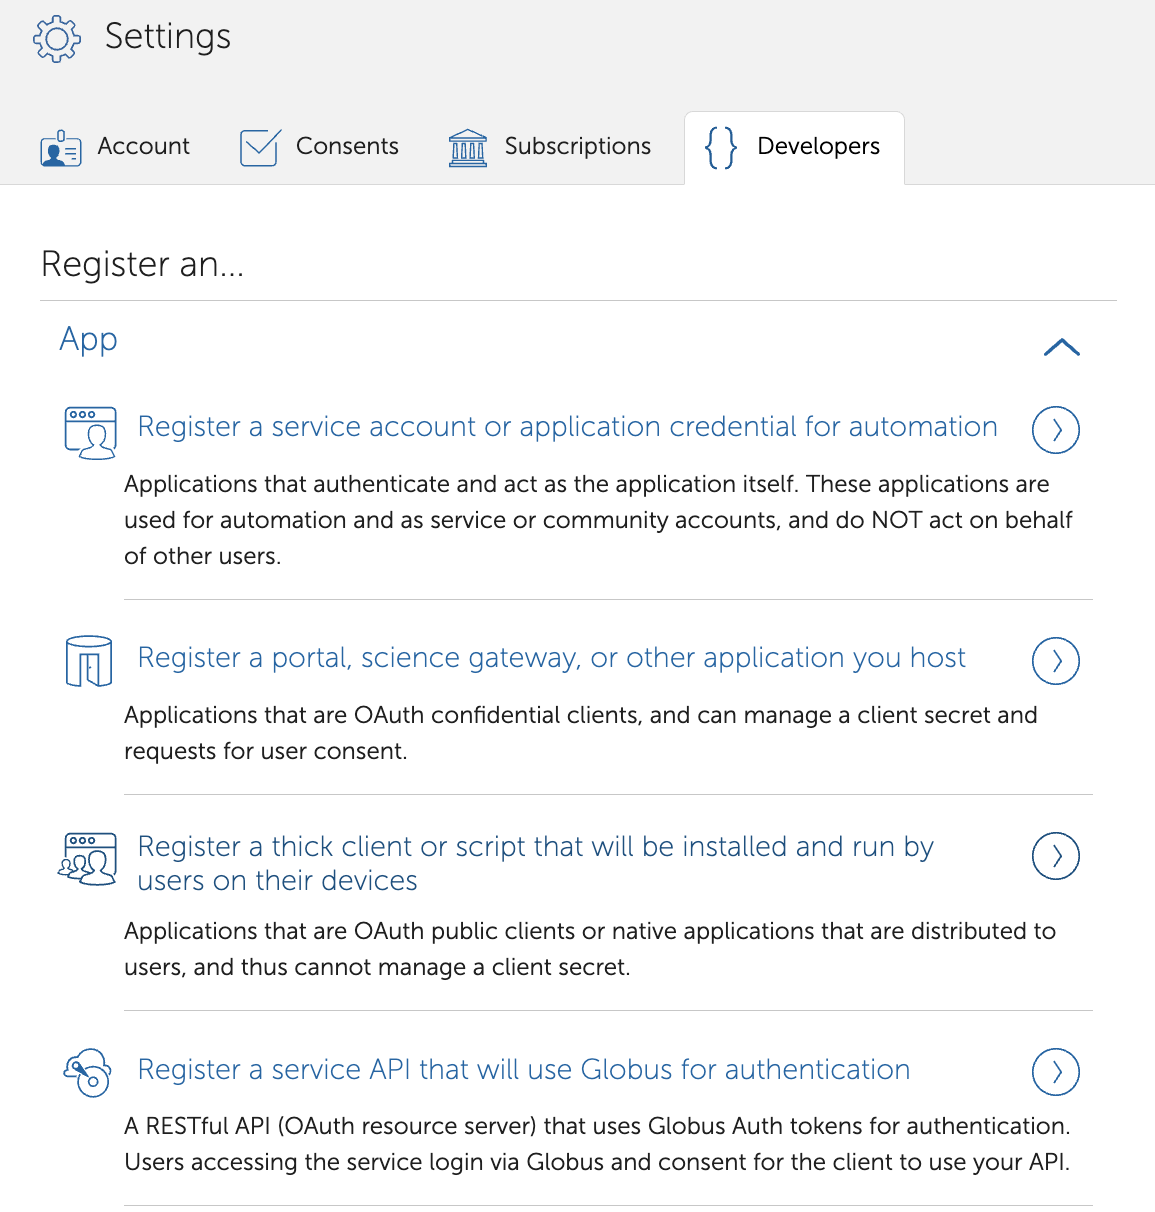 Settings
Account
Consents
Subscriptions
Developers
Register an...
App
Register a service account or application credential for automation
Applications that authenticate and act as the application itself. These applications are
used for automation and as service or community accounts, and do NOT act on behalf
of other users.
Register a portal, science gateway, or other application you host
Applications that are OAuth confidential clients, and can manage a client secret and
requests for user consent.
Register a thick client or script that will be installed and run by
users on their devices
Applications that are OAuth public clients or native applications that are distributed to
users, and thus cannot manage a client secret.
Register a service API that will use Globus for authentication
A RESTful API (OAuth resource server) that uses Globus Auth tokens for authentication.
Users accessing the service login via Globus and consent for the client to use your API.